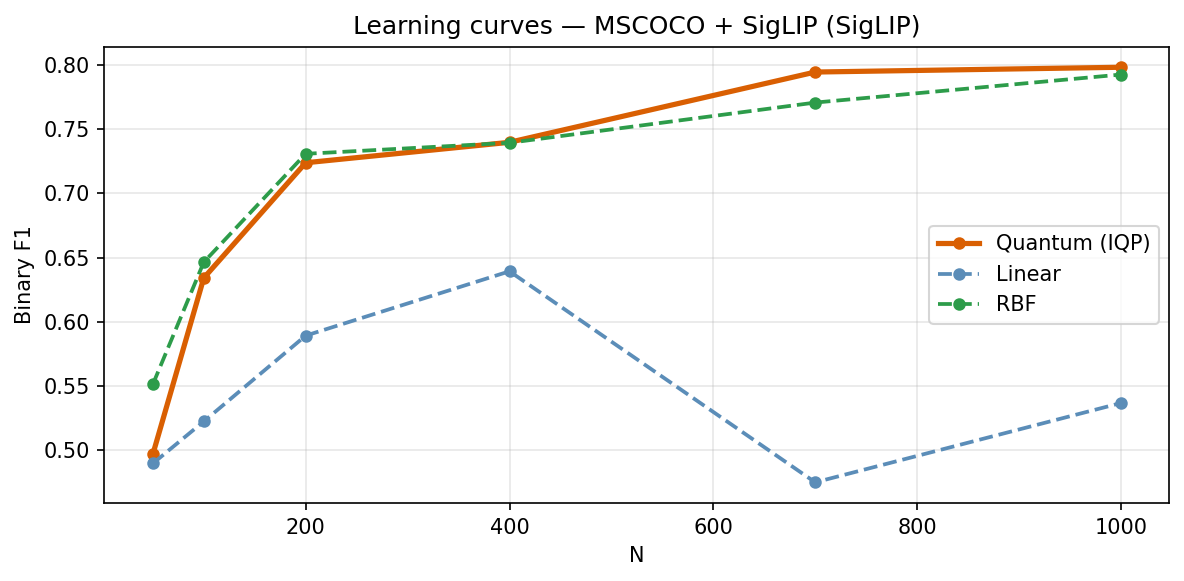 Learning curves — MSCOCO + SigLIP (SigLIP)
0.80
0.75
0.70
0.65
0.60
0.55
0.50
Binary F1
Quantum (IQP)
Linear
RBF
200 400 600 800 1000
N